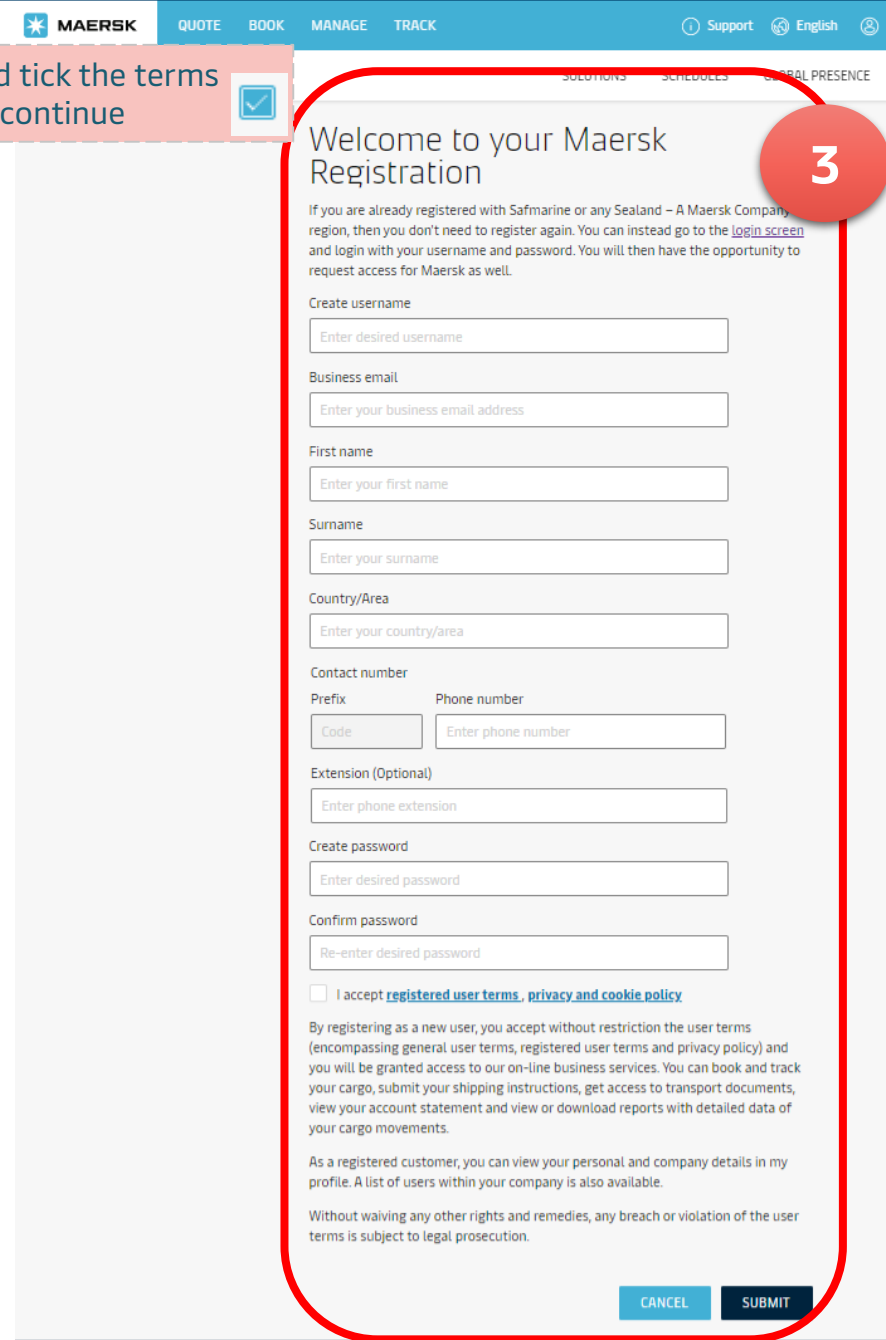 MAERSK QUOTE BOOK MANAGE TRACK Support English
tick the terms
continue
SOLUTIONS SCHEDULES GLOBAL PRESENCE
3
Welcome to your Maersk
Registration
If you are already registered with Safmarine or any Sealand – A Maersk Company
region, then you don't need to register again. You can instead go to the login screen
and login with your username and password. You will then have the opportunity to
request access for Maersk as well.
Create username
Enter desired username
Business email
Enter your business email address
First name
Enter your first name
Surname
Enter your surname
Country/Area
Enter your country/area
Contact number
Prefix Phone number
Code Enter phone number
Extension (Optional)
Enter phone extension
Create password
Enter desired password
Confirm password
Re-enter desired password
I accept registered user terms , privacy and cookie policy
By registering as a new user, you accept without restriction the user terms
(encompassing general user terms, registered user terms and privacy policy) and
you will be granted access to our on-line business services. You can book and track
your cargo, submit your shipping instructions, get access to transport documents,
view your account statement and view or download reports with detailed data of
your cargo movements.
As a registered customer, you can view your personal and company details in my
profile. A list of users within your company is also available.
Without waiving any other rights and remedies, any breach or violation of the user
terms is subject to legal prosecution.
CANCEL SUBMIT